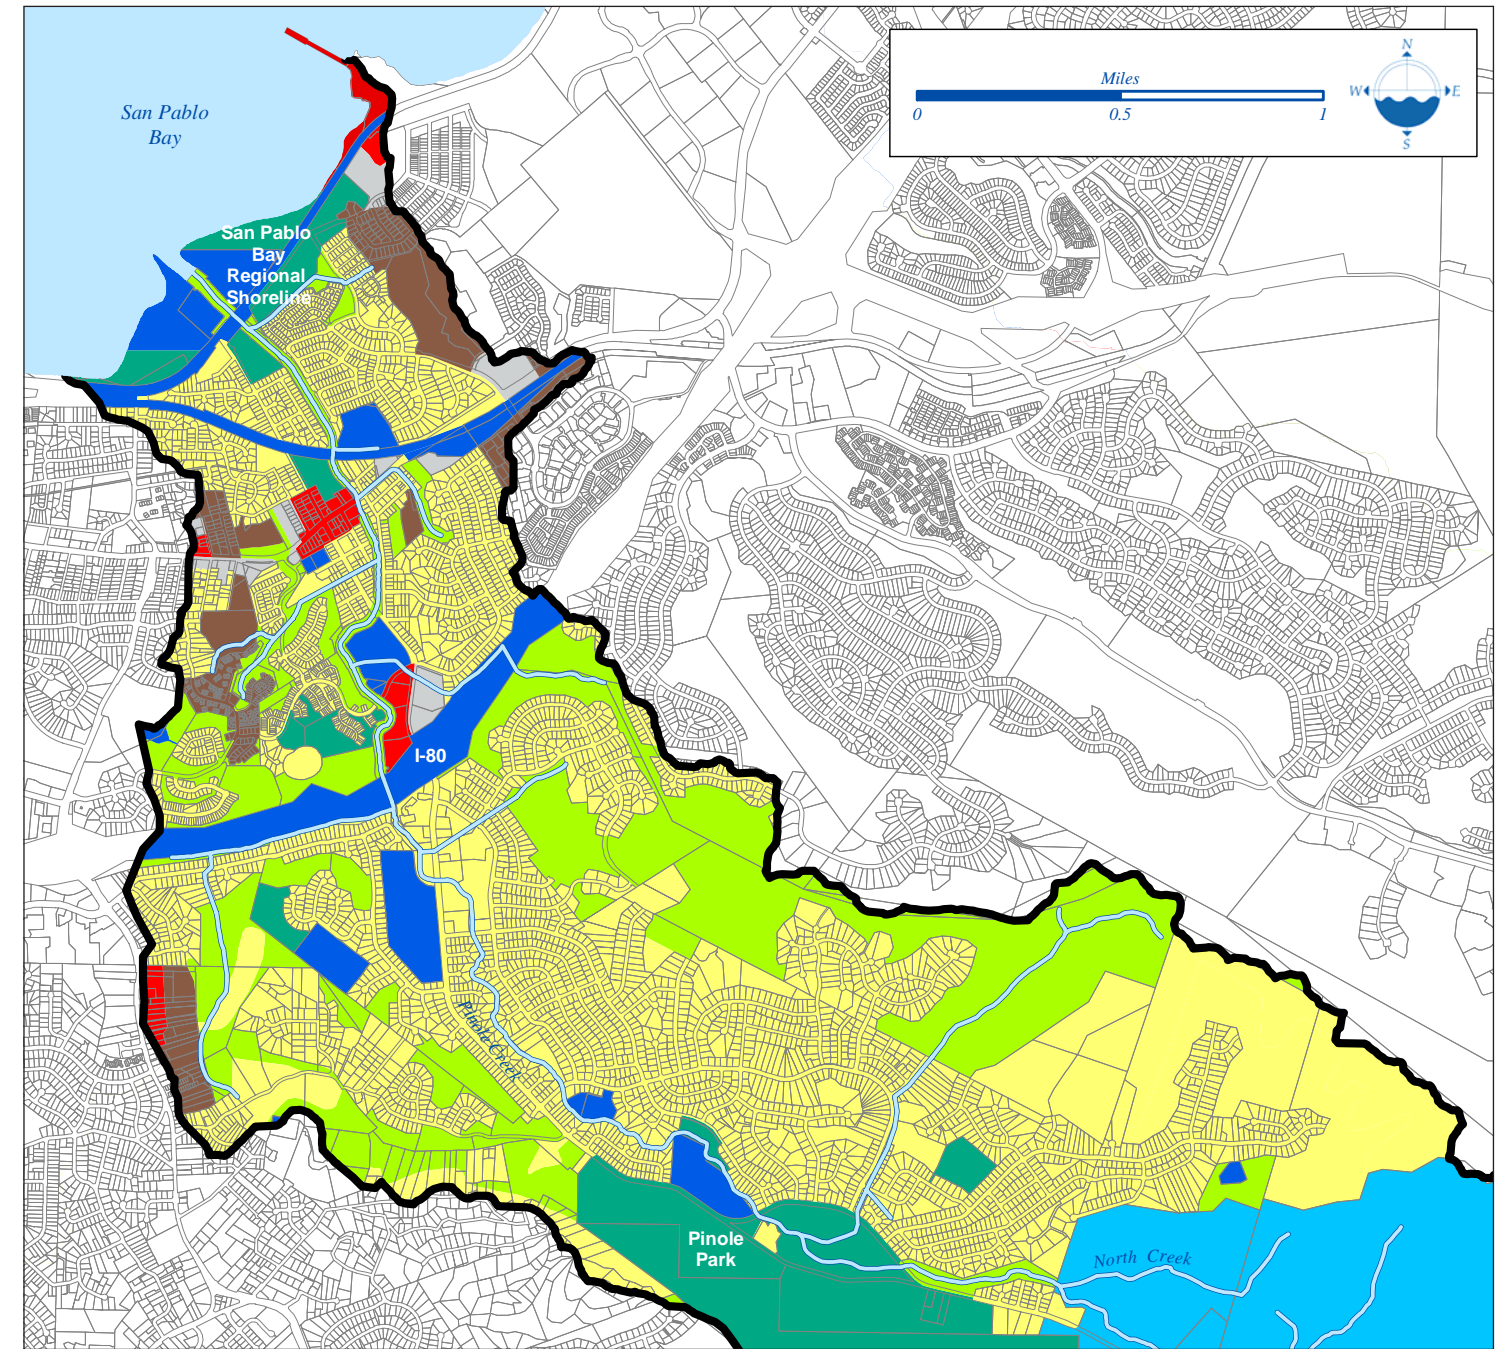 San Pablo
Bay
Miles
0
0.5
1
N
W
E
S
San Pablo
Bay
Regional
Shoreline
I-80
Pinole Creek
Pinole
Park
North Creek